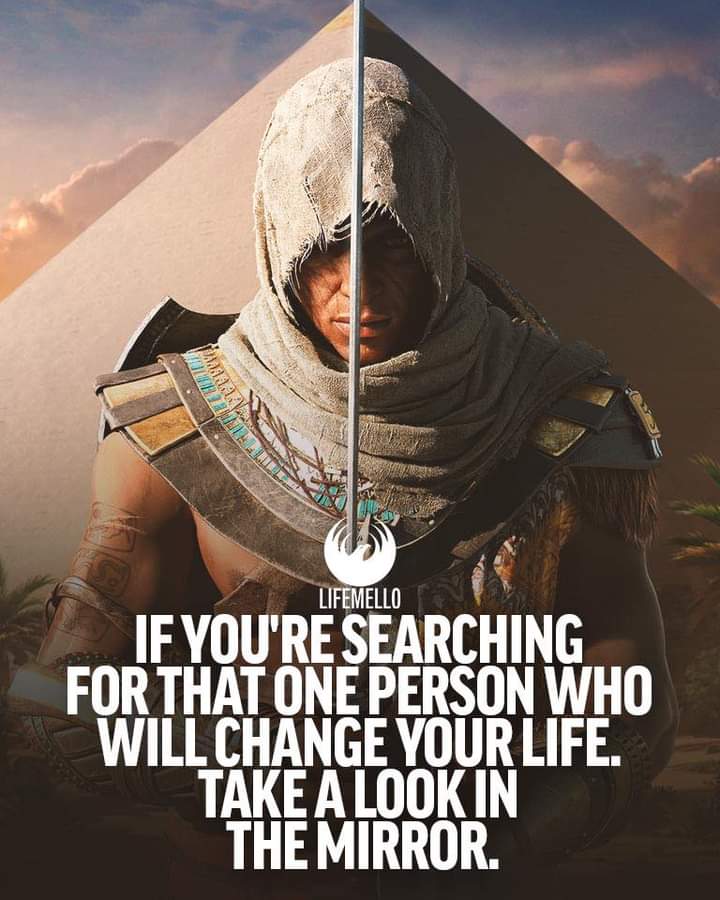 LIFEMELLO
IF YOU'RE SEARCHING
FOR THAT ONE PERSON WHO
WILL CHANGE YOUR LIFE.
TAKE A LOOK IN
THE MIRROR.